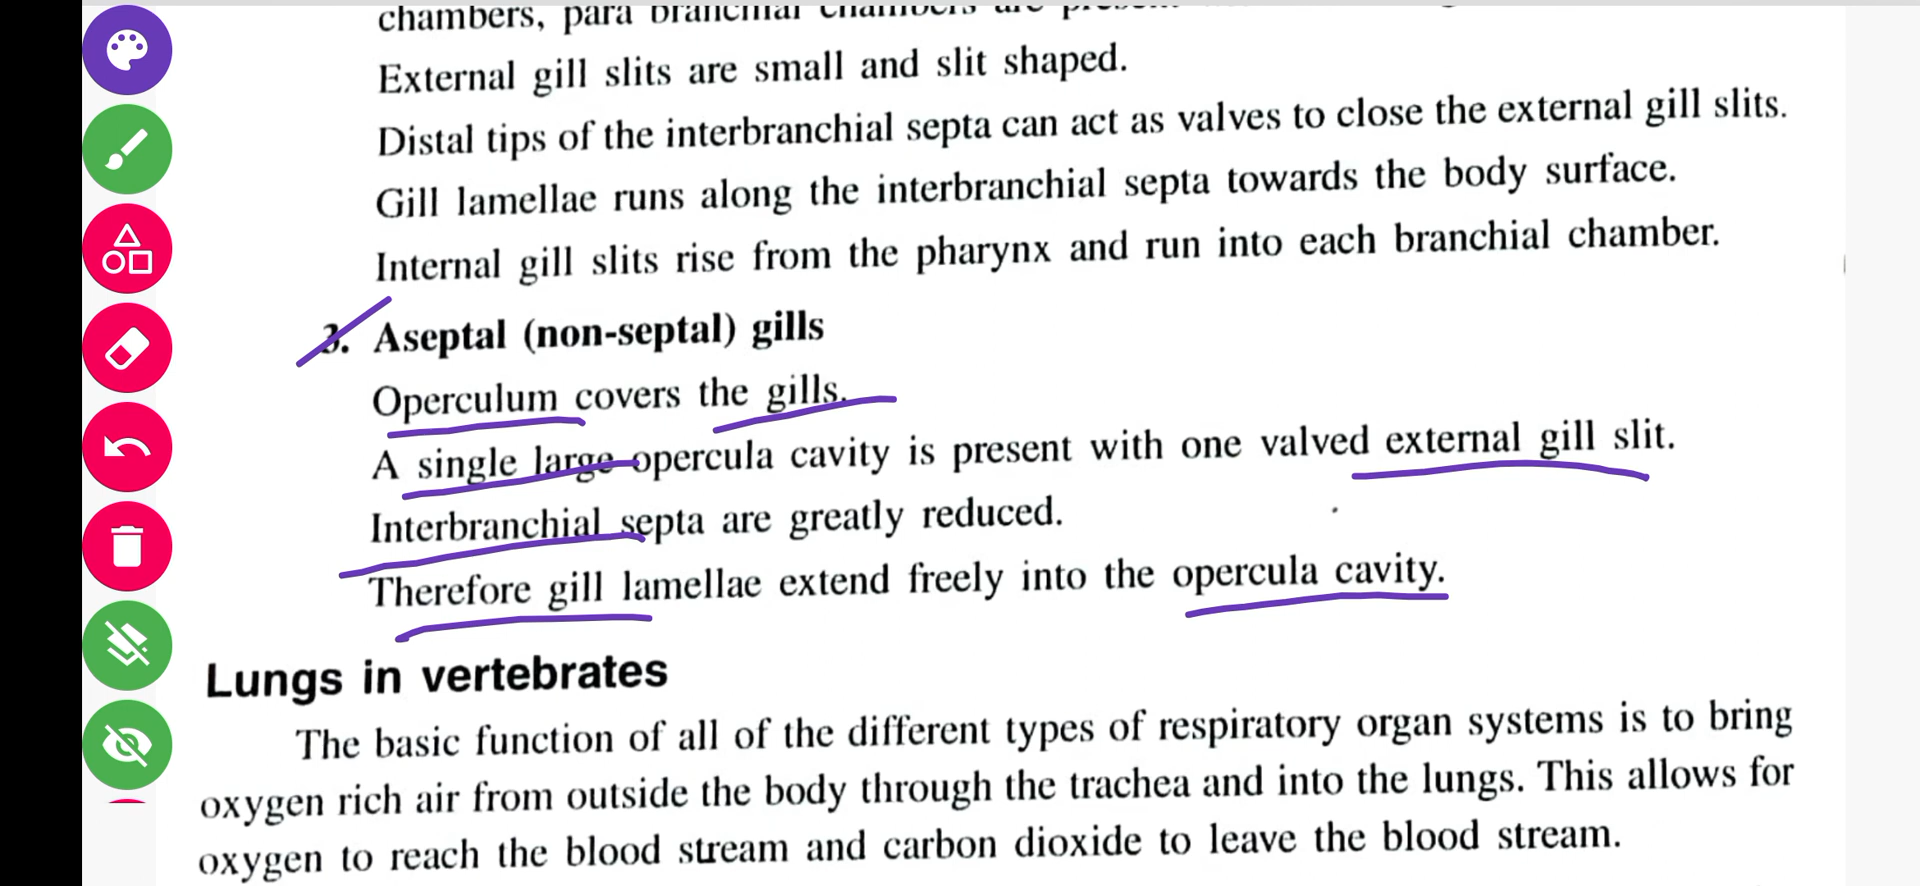 chambers, para branchial chambers are present
External gill slits are small and slit shaped.
Distal tips of the interbranchial septa can act as valves to close the external gill slits.
Gill lamellae runs along the interbranchial septa towards the body surface.
Internal gill slits rise from the pharynx and run into each branchial chamber.
3. Aseptal (non-septal) gills
Operculum covers the gills.
A single large opercula cavity is present with one valved external gill slit.
Interbranchial septa are greatly reduced.
Therefore gill lamellae extend freely into the opercula cavity.
Lungs in vertebrates
The basic function of all of the different types of respiratory organ systems is to bring
oxygen rich air from outside the body through the trachea and into the lungs. This allows for
oxygen to reach the blood stream and carbon dioxide to leave the blood stream.